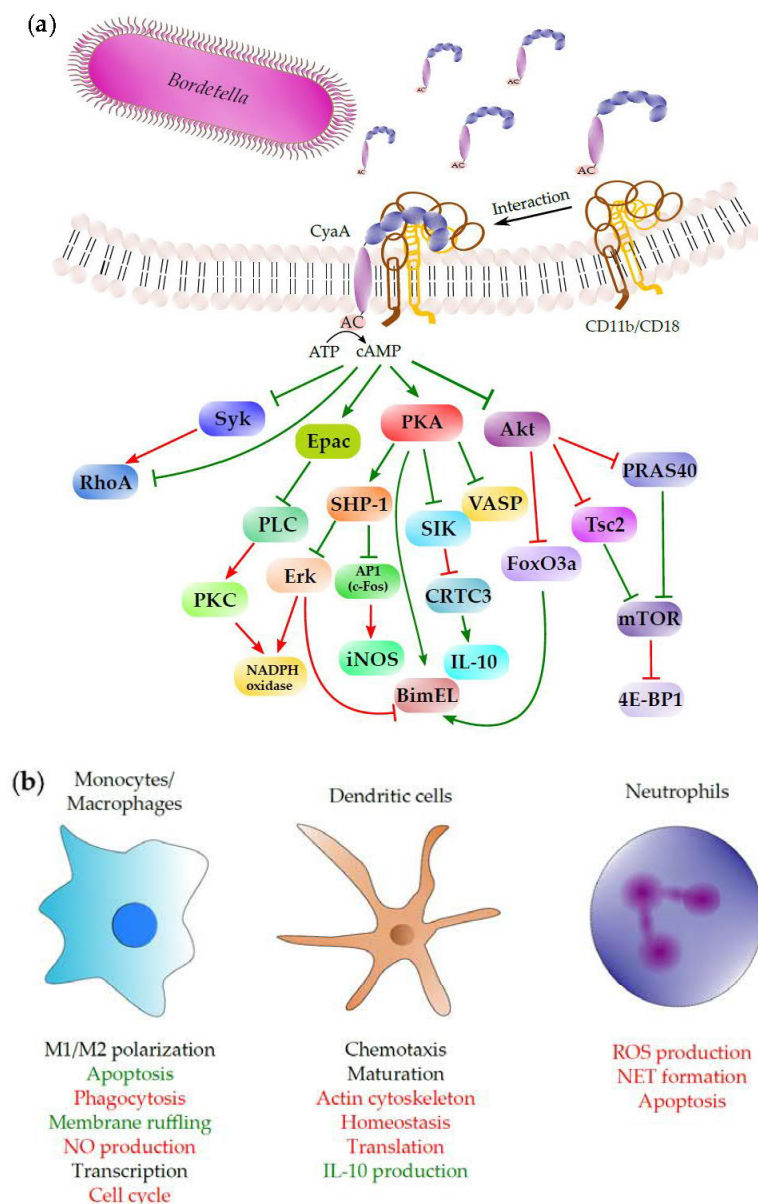 (a)
Bordetella
AC
AC
AC
AC
AC
Interaction
CyaA
AC
CD11b/CD18
ATP
cAMP
Syk
PKA
Akt
Epac
RhoA
PRAS40
SHP-1
VASP
PLC
SIK
Tsc2
Erk
AP1
(c-Fos)
FoxO3a
PKC
CRTC3
mTOR
NADPH
oxidase
iNOS
IL-10
BimEL
4E-BP1
(b)
Monocytes/
Macrophages
Dendritic cells
Neutrophils
M1/M2 polarization
Apoptosis
Phagocytosis
Membrane ruffling
NO production
Transcription
Cell cycle
Chemotaxis
Maturation
Actin cytoskeleton
Homeostasis
Translation
IL-10 production
ROS production
NET formation
Apoptosis